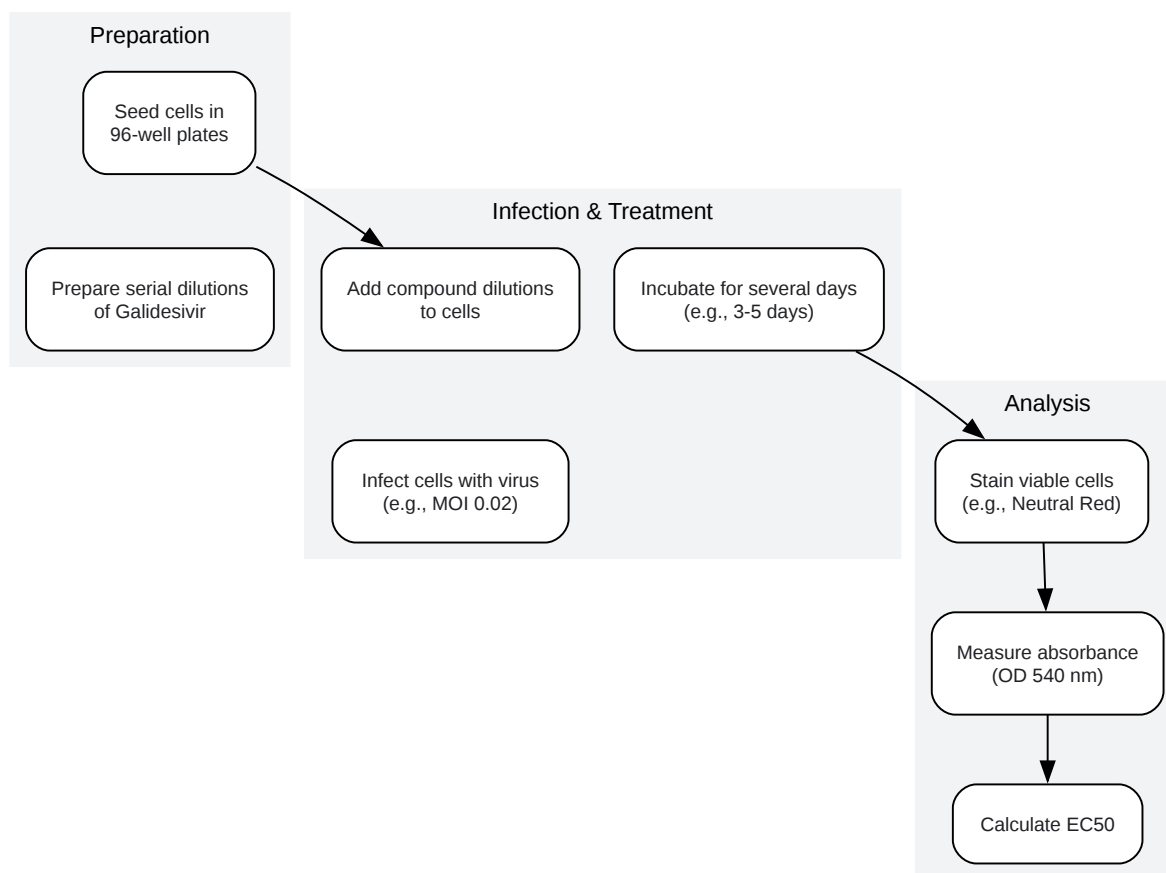 Preparation
Seed cells in
96-well plates
Prepare serial dilutions
of Galidesivir
Infection & Treatment
Add compound dilutions
to cells
Incubate for several days
(e.g., 3-5 days)
Infect cells with virus
(e.g., MOI 0.02)
Analysis
Stain viable cells
(e.g., Neutral Red)
Measure absorbance
(OD 540 nm)
Calculate EC50